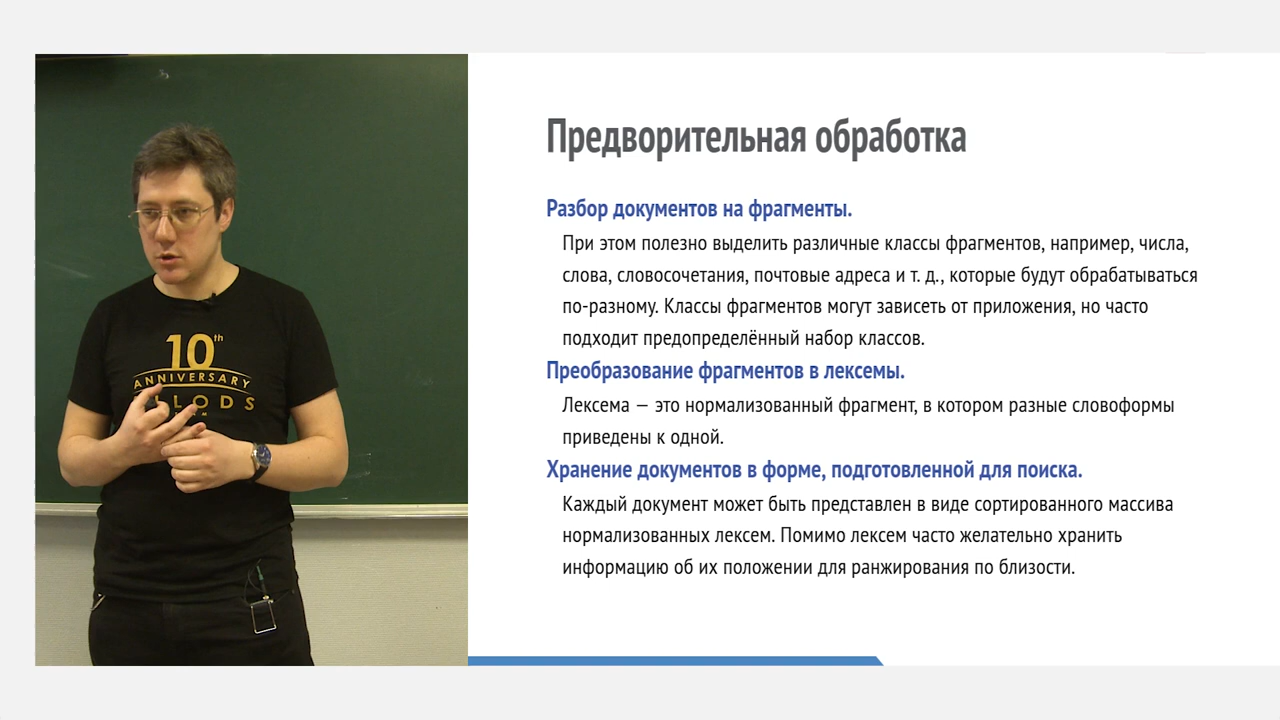 10th
ANNIVERSARY
Предворительная обработка
Разбор документов на фрагменты.
При этом полезно выделить различные классы фрагментов, например, числа,
слова, словосочетания, почтовые адреса и т. д., которые будут обрабатываться
по-разному. Классы фрагментов могут зависеть от приложения, но часто
подходит предопределённый набор классов.
Преобразование фрагментов в лексемы.
Лексема — это нормализованный фрагмент, в котором разные словоформы
приведены к одной.
Хранение документов в форме, подготовленной для поиска.
Каждый документ может быть представлен в виде сортированного массива
нормализованных лексем. Помимо лексем часто желательно хранить
информацию об их положении для ранжирования по близости.